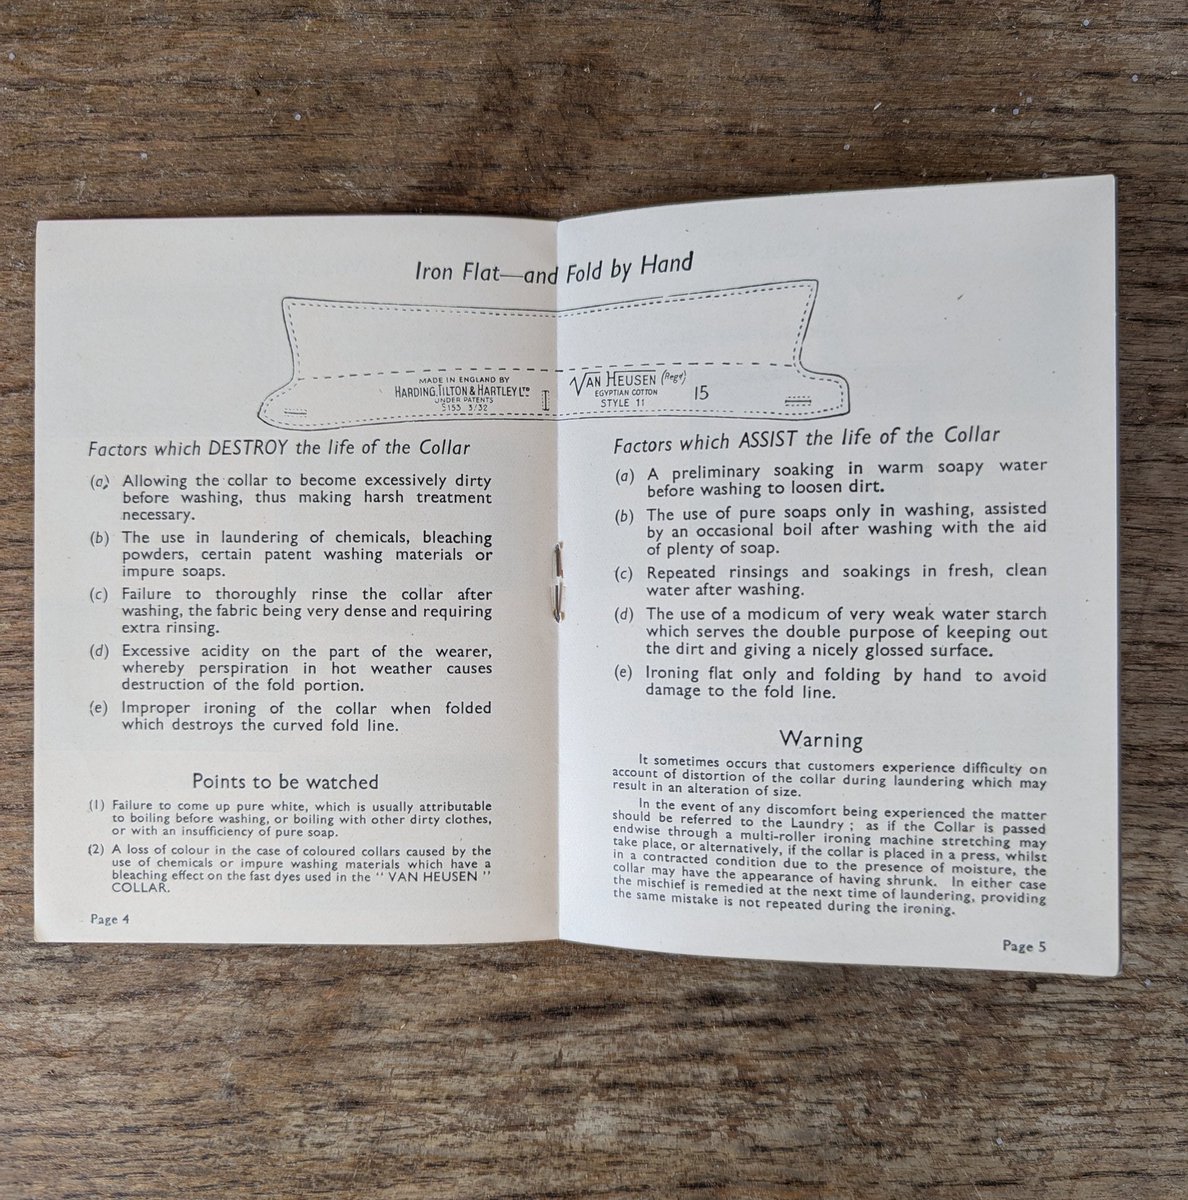 Iron Flat—and Fold by Hand
MADE IN ENGLAND BY
HARDING, TILTON & HARTLEY LTD
UNDER PATENTS
S153 3/32
VAN HEUSEN (Regd)
EGYPTIAN COTTON
STYLE 11
15
Factors which DESTROY the life of the Collar
(a) Allowing the collar to become excessively dirty
before washing, thus making harsh treatment
necessary.
(b) The use in laundering of chemicals, bleaching
powders, certain patent washing materials or
impure soaps.
(c) Failure to thoroughly rinse the collar after
washing, the fabric being very dense and requiring
extra rinsing.
(d) Excessive acidity on the part of the wearer,
whereby perspiration in hot weather causes
destruction of the fold portion.
(e) Improper ironing of the collar when folded
which destroys the curved fold line.
Points to be watched
(1) Failure to come up pure white, which is usually attributable
to boiling before washing, or boiling with other dirty clothes,
or with an insufficiency of pure soap.
(2) A loss of colour in the case of coloured collars caused by the
use of chemicals or impure washing materials which have a
bleaching effect on the fast dyes used in the "VAN HEUSEN"
COLLAR.
Page 4
Factors which ASSIST the life of the Collar
(a) A preliminary soaking in warm soapy water
before washing to loosen dirt.
(b) The use of pure soaps only in washing, assisted
by an occasional boil after washing with the aid
of plenty of soap.
(c) Repeated rinsings and soakings in fresh, clean
water after washing.
(d) The use of a modicum of very weak water starch
which serves the double purpose of keeping out
the dirt and giving a nicely glossed surface.
(e) Ironing flat only and folding by hand to avoid
damage to the fold line.
Warning
It sometimes occurs that customers experience difficulty on
account of distortion of the collar during laundering which may
result in an alteration of size.
In the event of any discomfort being experienced the matter
should be referred to the Laundry; as if the Collar is passed
endwise through a multi-roller ironing machine stretching may
take place, or alternatively, if the collar is placed in a press, whilst
in a contracted condition due to the presence of moisture, the
collar may have the appearance of having shrunk. In either case
the mischief is remedied at the next time of laundering, providing
the same mistake is not repeated during the ironing.
Page 5